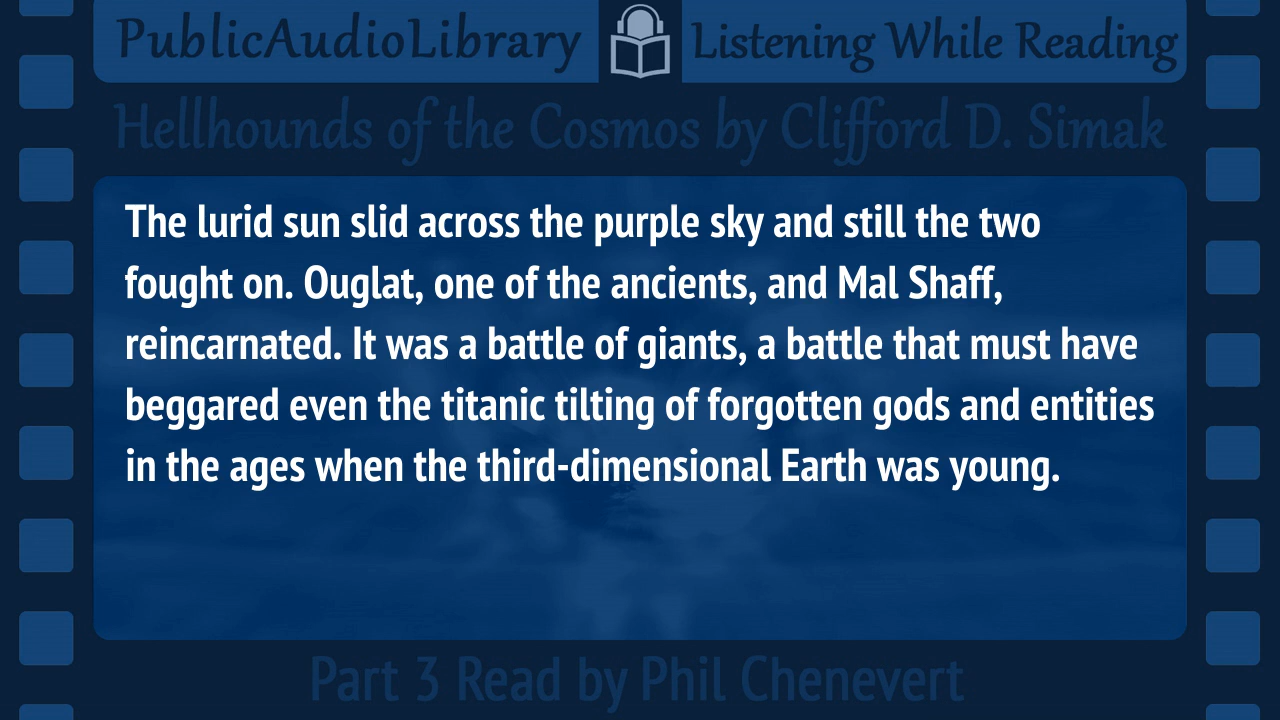 PublicAudioLibrary Listening While Reading
Hellhounds of the Cosmos by Clifford D. Simak
The lurid sun slid across the purple sky and still the two
fought on. Ouglat, one of the ancients, and Mal Shaff,
reincarnated. It was a battle of giants, a battle that must have
beggared even the titanic tilting of forgotten gods and entities
in the ages when the third-dimensional Earth was young.
Part 3 Read by Phil Chenevert